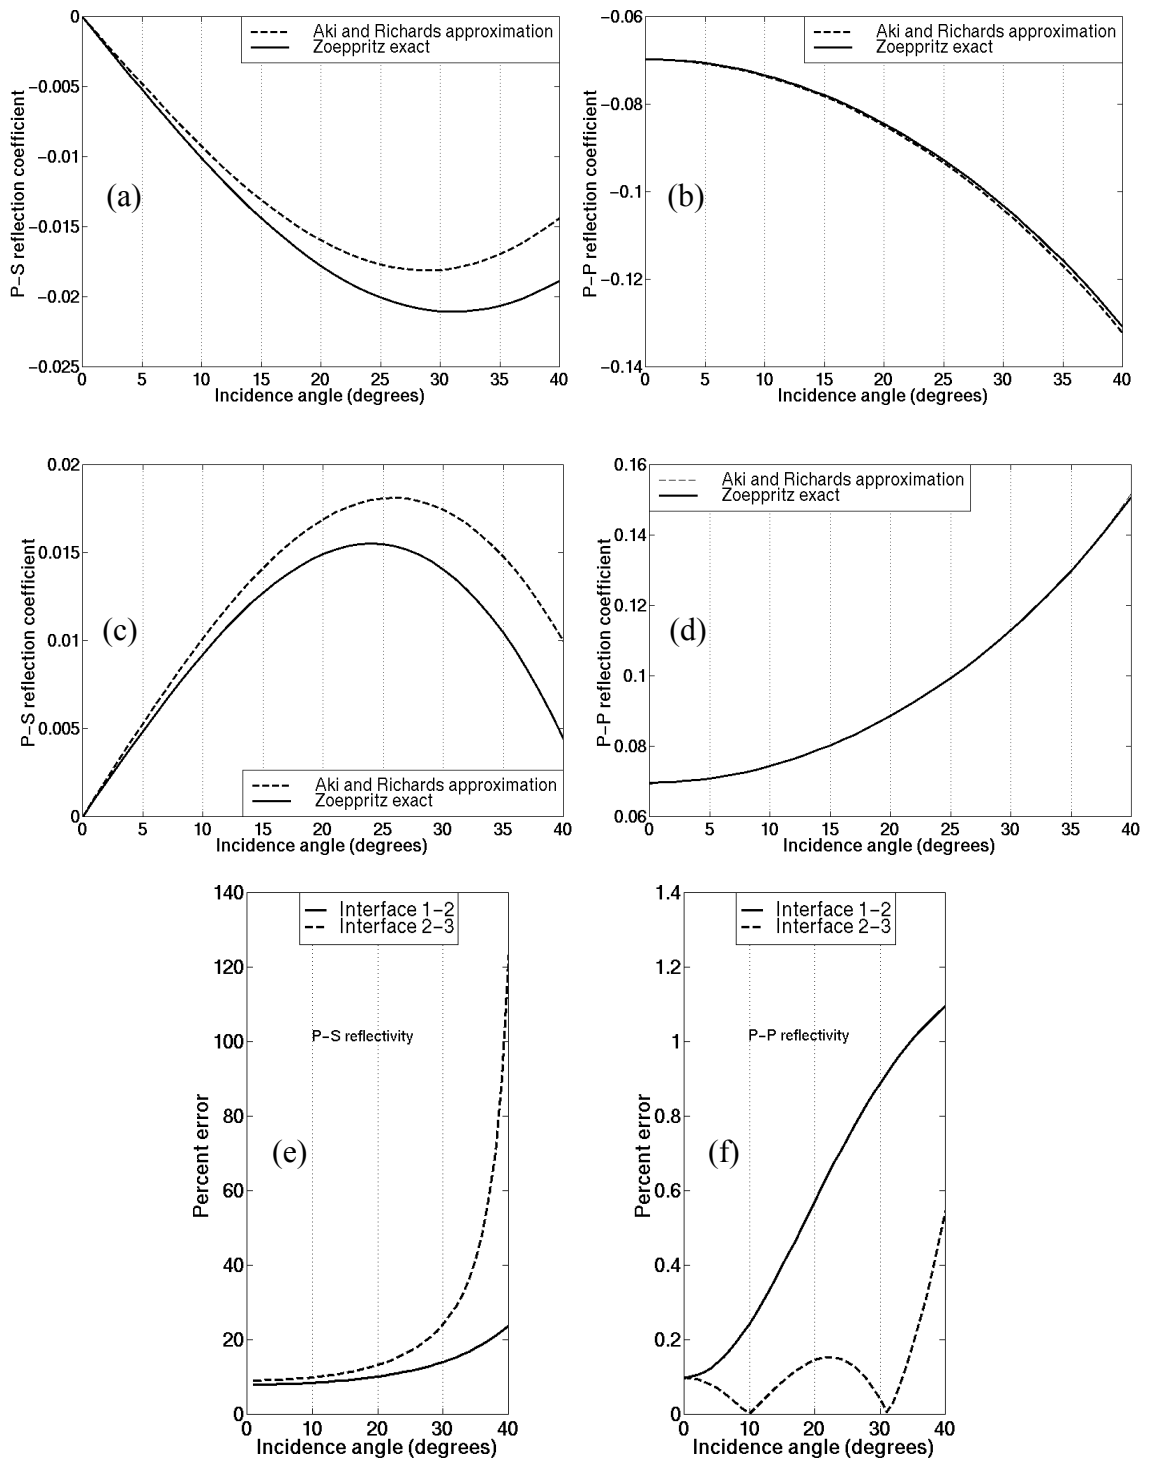 0
-0.005
-0.01
-0.015
-0.02
-0.025
P-S reflection coefficient
Aki and Richards approximation
Zoeppritz exact
(a)
0 5 10 15 20 25 30 35 40
Incidence angle (degrees)
-0.06
-0.08
-0.1
-0.12
-0.14
P-P reflection coefficient
Aki and Richards approximation
Zoeppritz exact
(b)
0 5 10 15 20 25 30 35 40
Incidence angle (degrees)
0.02
0.015
0.01
0.005
0
P-S reflection coefficient
(c)
Aki and Richards approximation
Zoeppritz exact
0 5 10 15 20 25 30 35 40
Incidence angle (degrees)
0.16
0.14
0.12
0.1
0.08
0.06
P-P reflection coefficient
Aki and Richards approximation
Zoeppritz exact
(d)
0 5 10 15 20 25 30 35 40
Incidence angle (degrees)
140
120
100
80
60
40
20
0
Percent error
Interface 1-2
Interface 2-3
P-S reflectivity
(e)
0 10 20 30 40
Incidence angle (degrees)
1.4
1.2
1
0.8
0.6
0.4
0.2
0
Percent error
Interface 1-2
Interface 2-3
P-P reflectivity
(f)
0 10 20 30 40
Incidence angle (degrees)